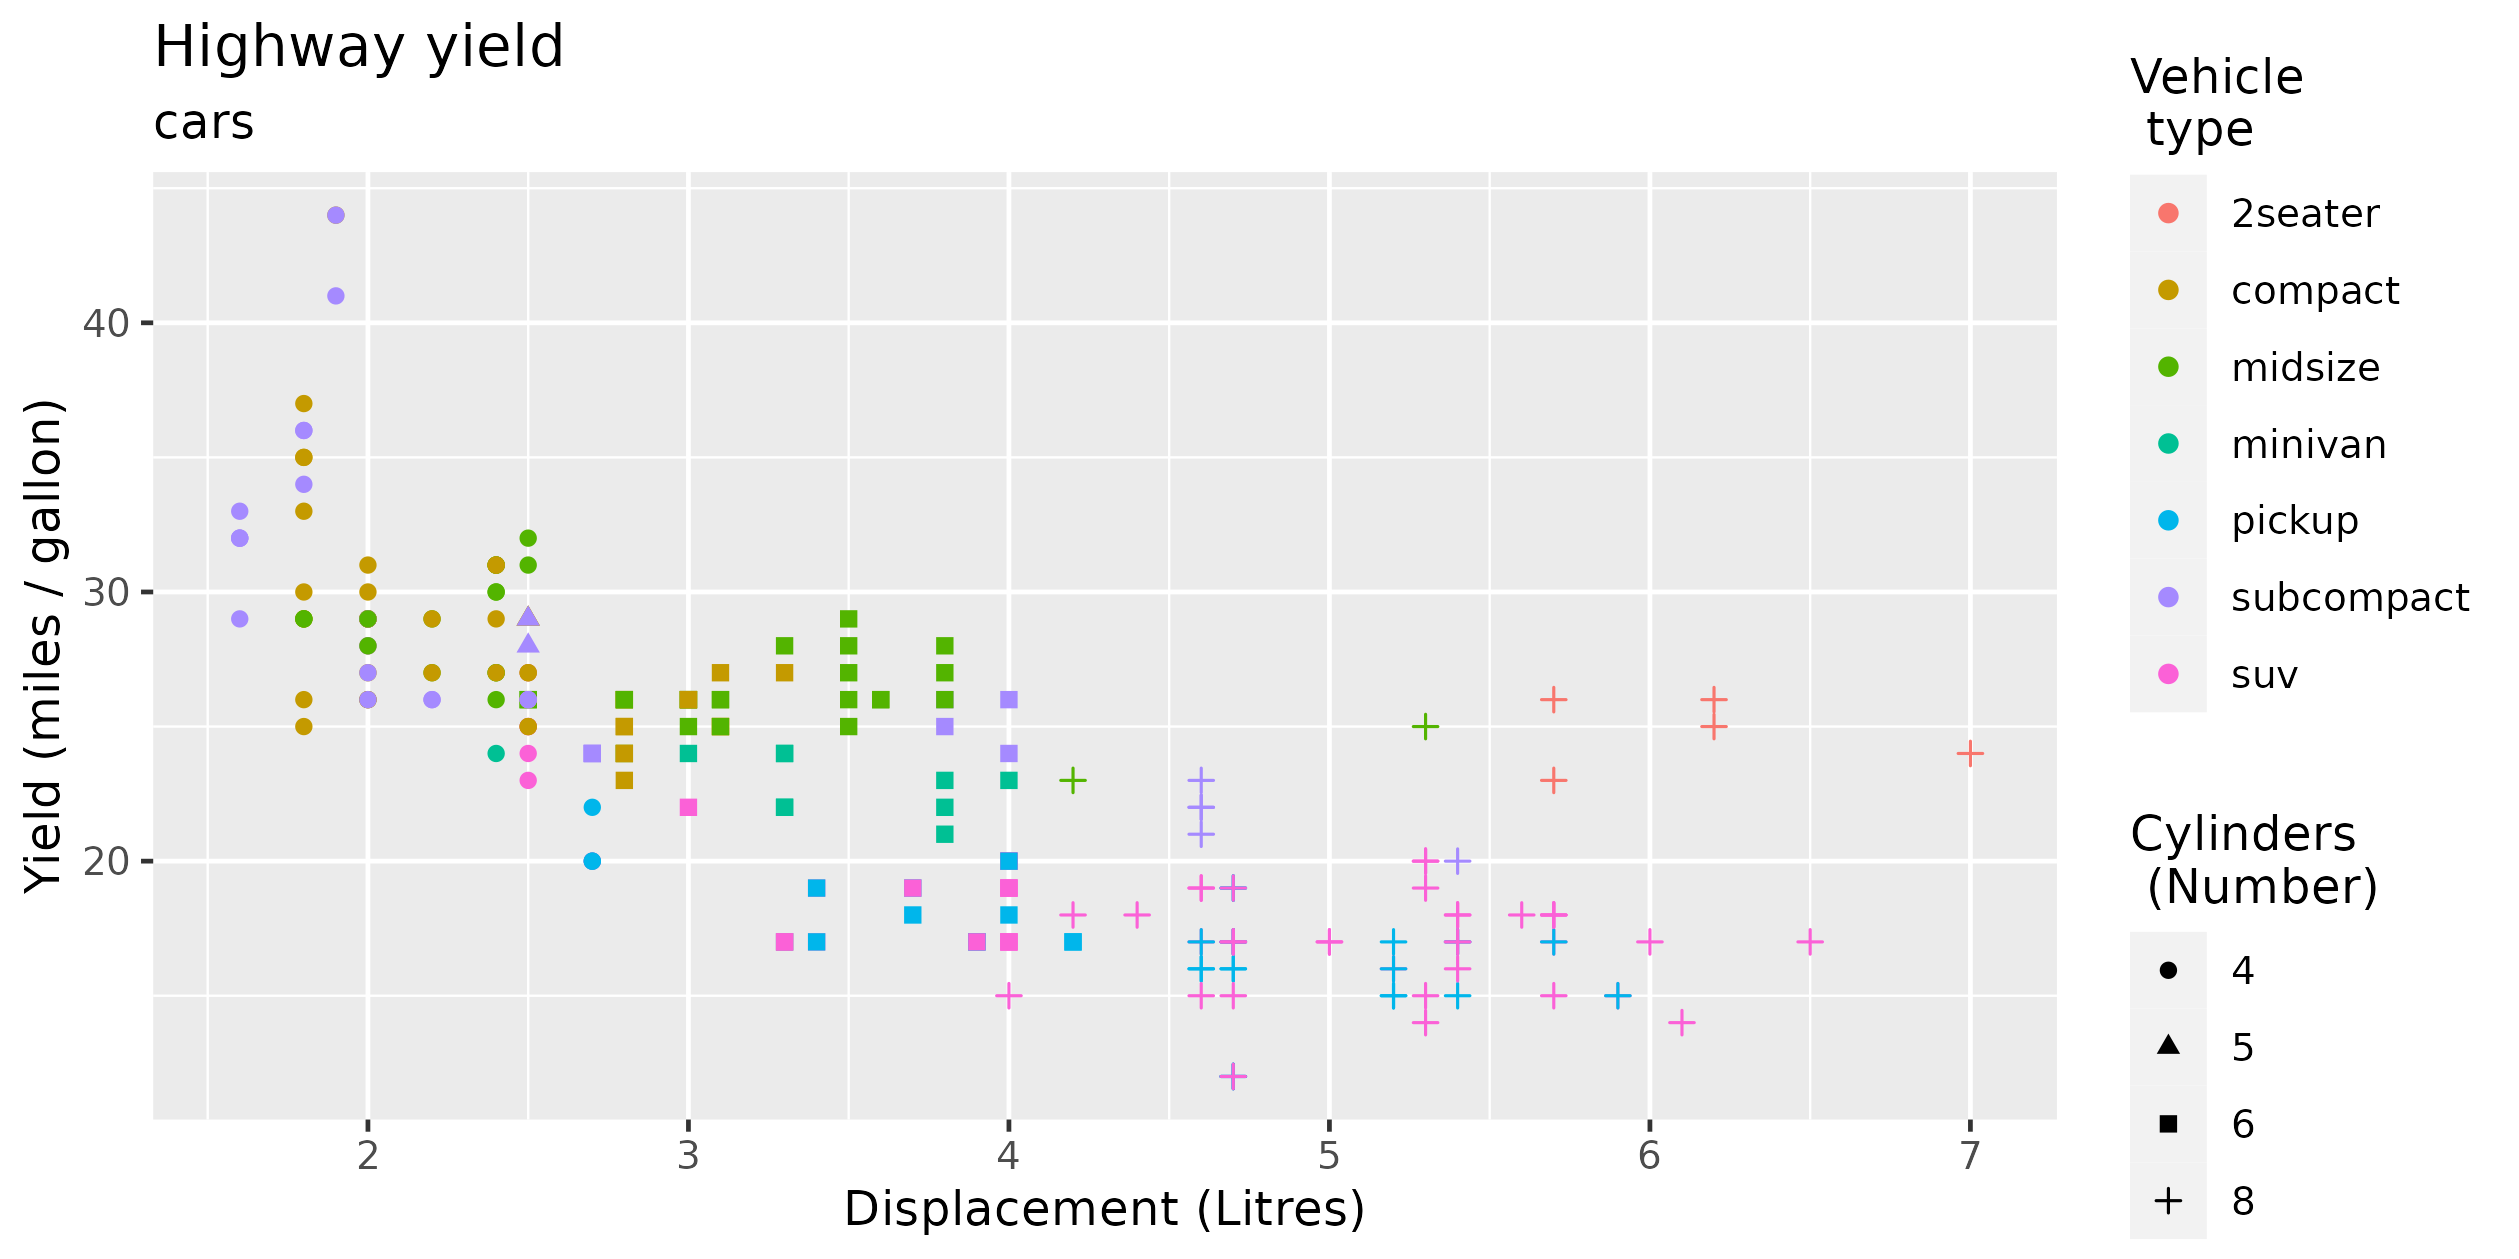 Highway yield
cars
Yield (miles / gallon)
40
30
20
2
3
4
5
6
7
Displacement (Litres)
Vehicle
type
2seater
compact
midsize
minivan
pickup
subcompact
suv
Cylinders
(Number)
4
5
6
8